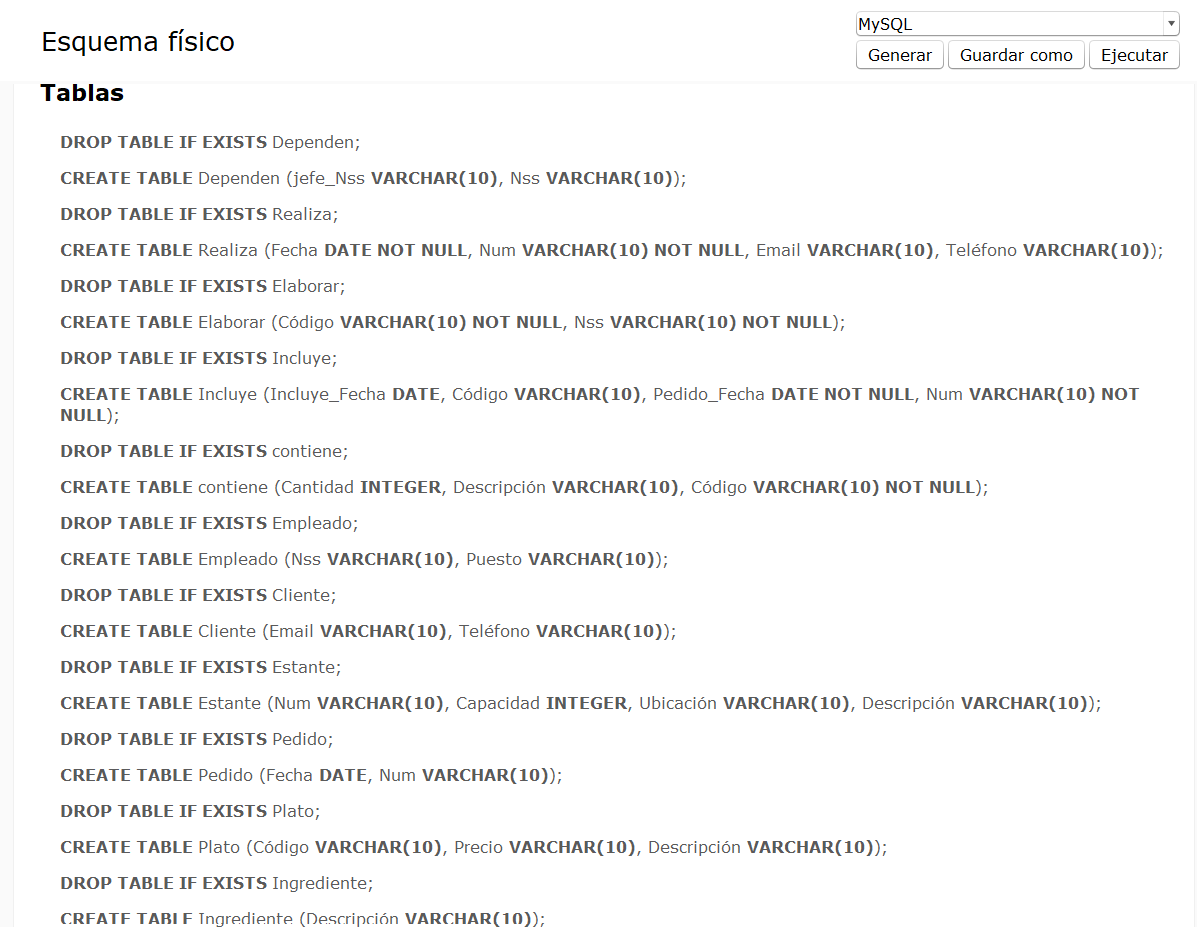 Esquema físico
MySQL
Generar
Guardar como
Ejecutar
Tablas
DROP TABLE IF EXISTS Dependen;
CREATE TABLE Dependen (jefe_Nss VARCHAR(10), Nss VARCHAR(10));
DROP TABLE IF EXISTS Realiza;
CREATE TABLE Realiza (Fecha DATE NOT NULL, Num VARCHAR(10) NOT NULL, Email VARCHAR(10), Teléfono VARCHAR(10));
DROP TABLE IF EXISTS Elaborar;
CREATE TABLE Elaborar (Código VARCHAR(10) NOT NULL, Nss VARCHAR(10) NOT NULL);
DROP TABLE IF EXISTS Incluye;
CREATE TABLE Incluye (Incluye_Fecha DATE, Código VARCHAR(10), Pedido_Fecha DATE NOT NULL, Num VARCHAR(10) NOT
NULL);
DROP TABLE IF EXISTS contiene;
CREATE TABLE contiene (Cantidad INTEGER, Descripción VARCHAR(10), Código VARCHAR(10) NOT NULL);
DROP TABLE IF EXISTS Empleado;
CREATE TABLE Empleado (Nss VARCHAR(10), Puesto VARCHAR(10));
DROP TABLE IF EXISTS Cliente;
CREATE TABLE Cliente (Email VARCHAR(10), Teléfono VARCHAR(10));
DROP TABLE IF EXISTS Estante;
CREATE TABLE Estante (Num VARCHAR(10), Capacidad INTEGER, Ubicación VARCHAR(10), Descripción VARCHAR(10));
DROP TABLE IF EXISTS Pedido;
CREATE TABLE Pedido (Fecha DATE, Num VARCHAR(10));
DROP TABLE IF EXISTS Plato;
CREATE TABLE Plato (Código VARCHAR(10), Precio VARCHAR(10), Descripción VARCHAR(10));
DROP TABLE IF EXISTS Ingrediente;
CREATE TABLE Ingrediente (Descripción VARCHAR(10));